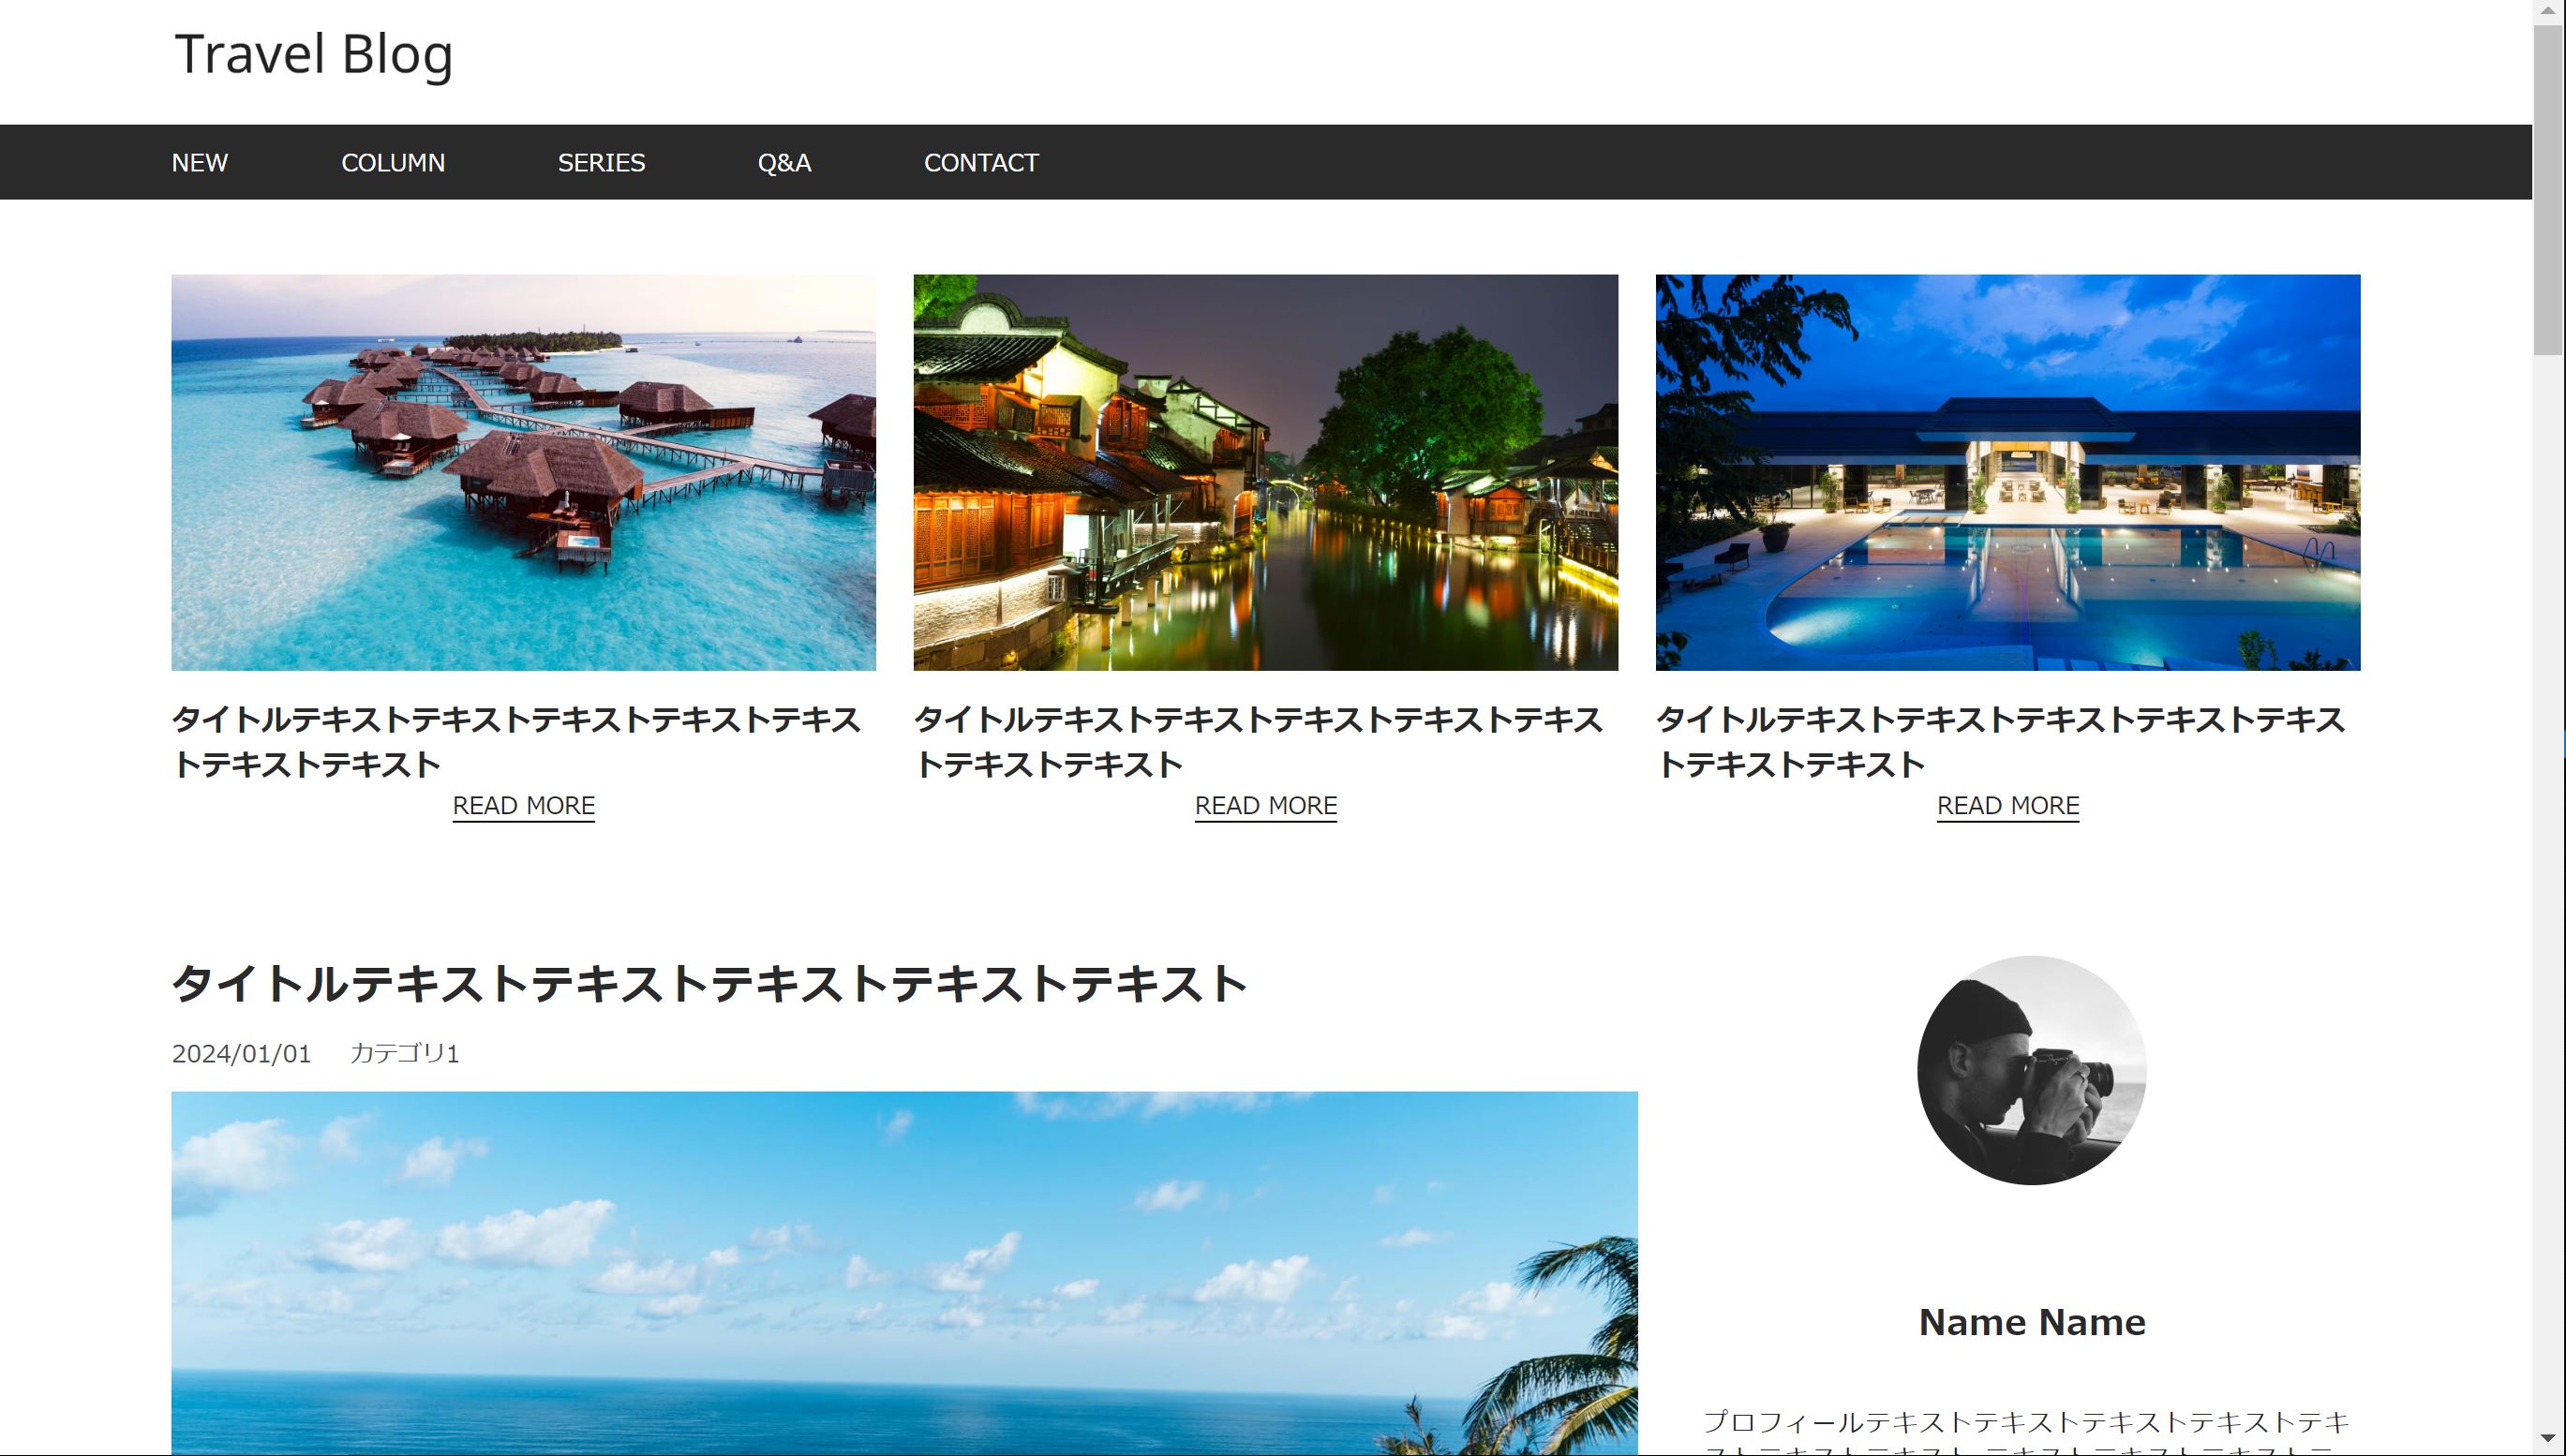 Travel Blog
NEW
COLUMN
SERIES
Q&A
CONTACT
タイトルテキストテキストテキストテキストテキス
トテキストテキスト
READ MORE
タイトルテキストテキストテキストテキストテキス
トテキストテキスト
READ MORE
タイトルテキストテキストテキストテキストテキス
トテキストテキスト
READ MORE
タイトルテキストテキストテキストテキストテキスト
2024/01/01 カテゴリ1
Name Name
プロフィールテキストテキストテキストテキストテキ